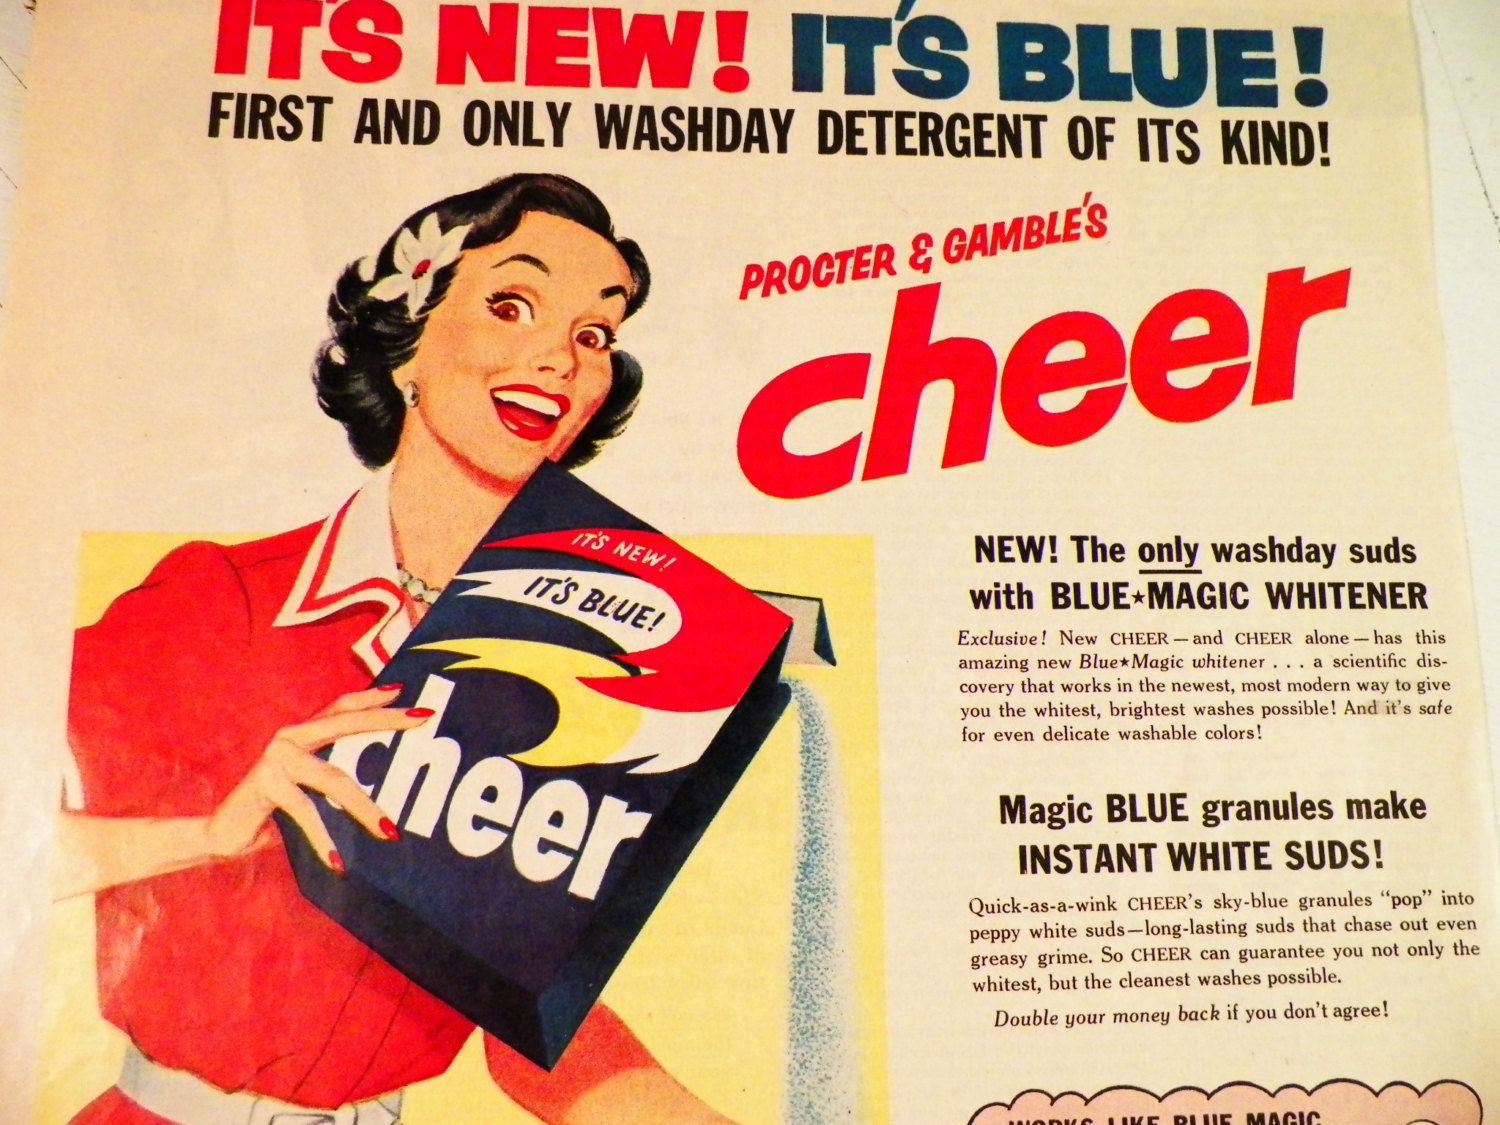 IT'S NEW! IT'S BLUE!
FIRST AND ONLY WASHDAY DETERGENT OF ITS KIND!
PROCTER & GAMBLE'S
cheer
IT'S NEW!
IT'S BLUE!
cheer
NEW! The only washday suds
with BLUE★MAGIC WHITENER
Exclusive! New CHEER—and CHEER alone—has this
amazing new Blue★Magic whitener . . . a scientific dis-
covery that works in the newest, most modern way to give
you the whitest, brightest washes possible! And it's safe
for even delicate washable colors!
Magic BLUE granules make
INSTANT WHITE SUDS!
Quick-as-a-wink CHEER's sky-blue granules "pop" into
peppy white suds—long-lasting suds that chase out even
greasy grime. So CHEER can guarantee you not only the
whitest, but the cleanest washes possible.
Double your money back if you don't agree!
WORKS LIKE BLUE MAGIC